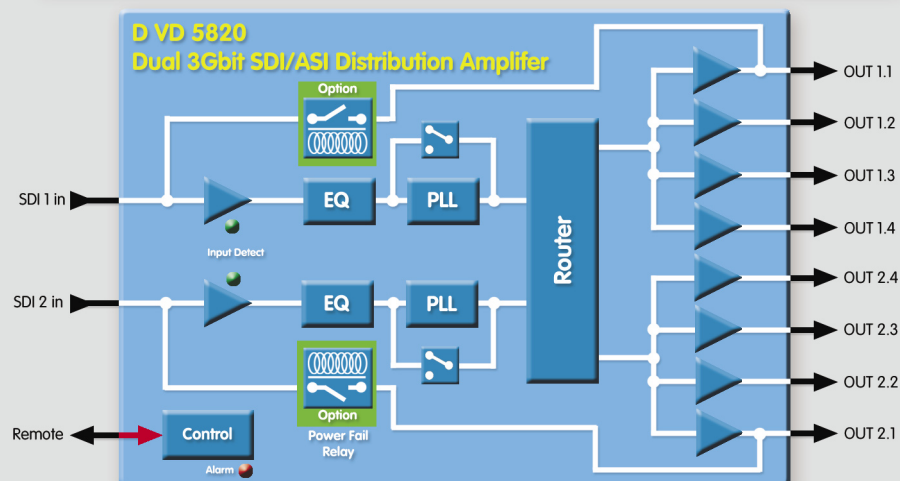 D VD 5820
Dual 3Gbit SDI/ASI Distribution Amplifer
Option
OUT 1.1
OUT 1.2
OUT 1.3
SDI 1 in
EQ
PLL
OUT 1.4
Input Detect
Router
OUT 2.4
SDI 2 in
EQ
PLL
OUT 2.3
OUT 2.2
Option
Remote
Control
Power Fail
Relay
OUT 2.1
Alarm